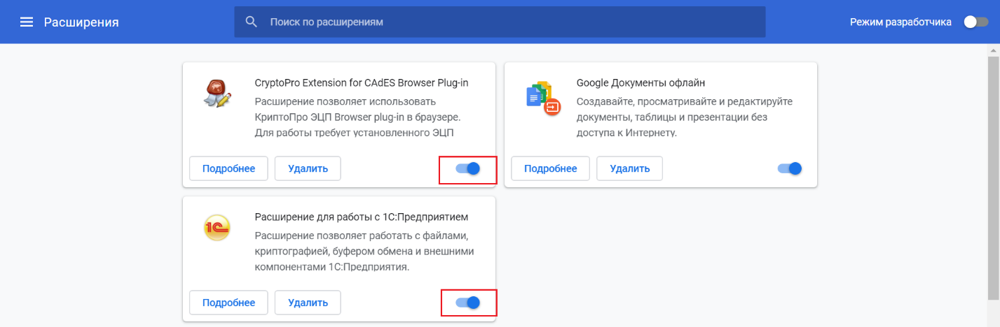 Расширения
Поиск по расширениям
Режим разработчика
CryptoPro Extension for CAdES Browser Plug-in
Расширение позволяет использовать
КриптоПро ЭЦП Browser plug-in в браузере.
Для работы требует установленного ЭЦП
Подробнее
Удалить
Google Документы офлайн
Создавайте, просматривайте и редактируйте
документы, таблицы и презентации без
доступа к Интернету.
Подробнее
Удалить
1С
Расширение для работы с 1С:Предприятием
Расширение позволяет работать с файлами,
криптографией, буфером обмена и внешними
компонентами 1С:Предприятия.
Подробнее
Удалить